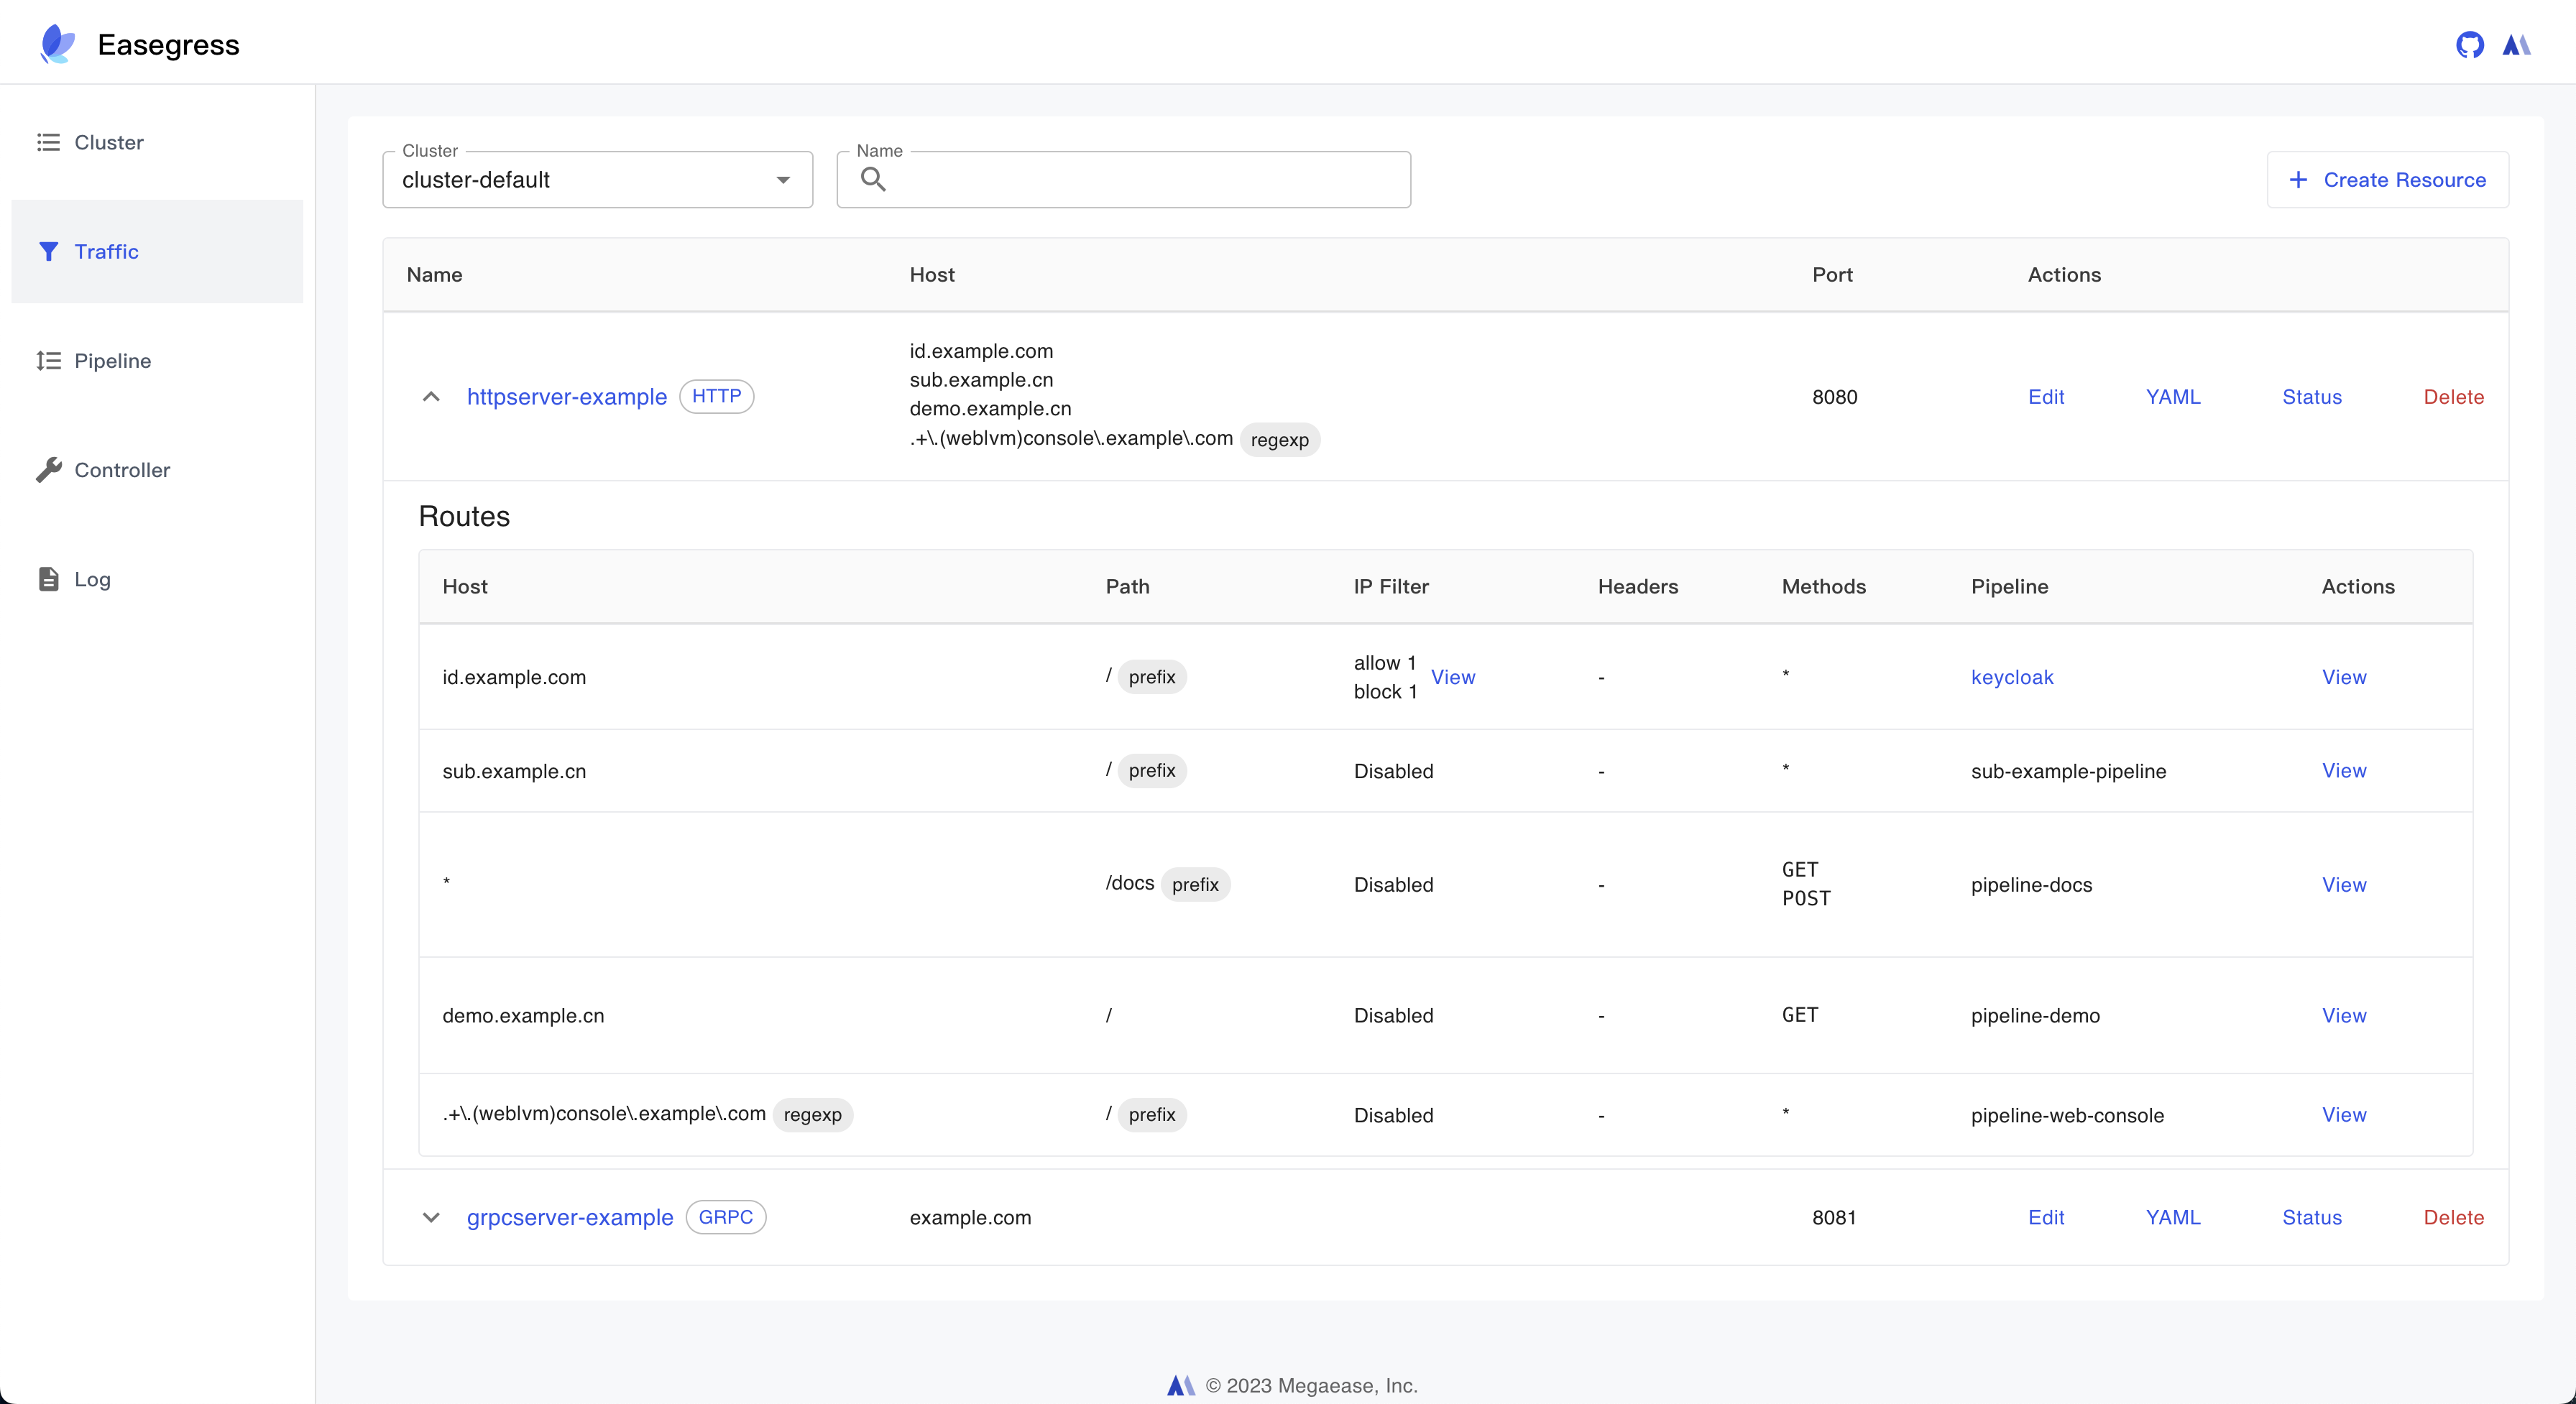 Easegress
Cluster
Traffic
Pipeline
Controller
Log
Cluster
cluster-default
Name
Create Resource
Name Host Port Actions
httpserver-example HTTP
id.example.com
sub.example.cn
demo.example.cn
.+\.(weblvm)console\.example\.com regexp
8080 Edit YAML Status Delete
Routes
Host Path IP Filter Headers Methods Pipeline Actions
id.example.com / prefix allow 1 block 1 View - * keycloak View
sub.example.cn / prefix Disabled - * sub-example-pipeline View
* /docs prefix Disabled - GET POST pipeline-docs View
demo.example.cn / Disabled - GET pipeline-demo View
.+\.(weblvm)console\.example\.com regexp / prefix Disabled - * pipeline-web-console View
grpcserver-example GRPC example.com 8081 Edit YAML Status Delete
© 2023 Megaease, Inc.